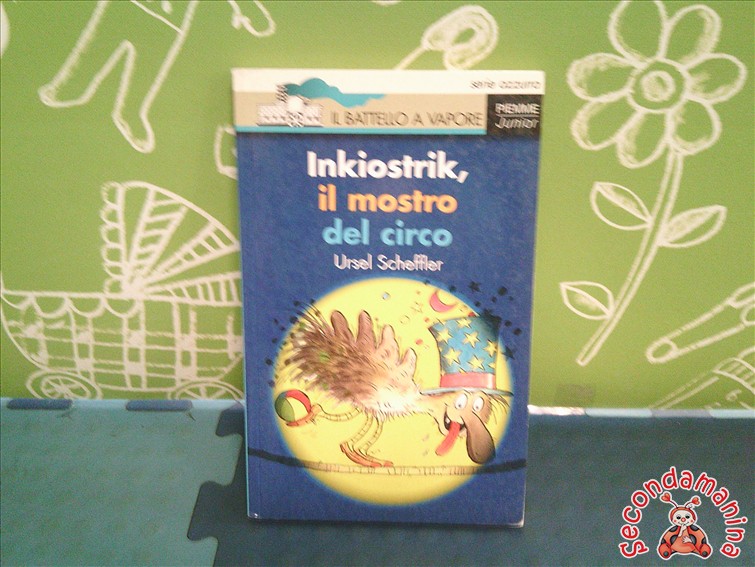 serie azzurra
IL BATTELLO A VAPORE
PIEMME
Junior
Inkiostrik,
il mostro
del circo
Ursel Scheffler
Secondamanina